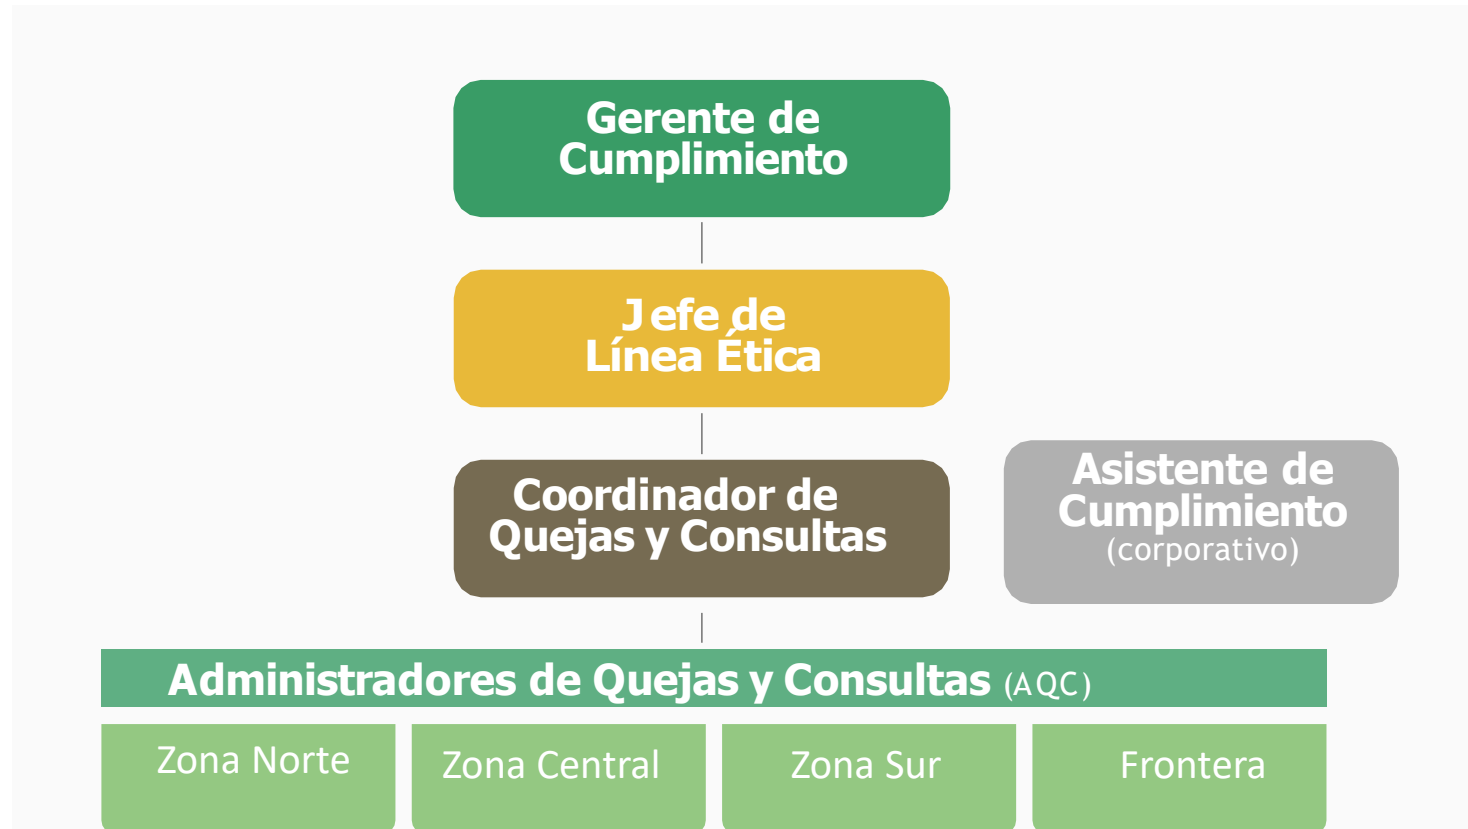 Gerente de
Cumplimiento
Jefe de
Línea Ética
Coordinador de
Quejas y Consultas
Asistente de
Cumplimiento
(corporativo)
Administradores de Quejas y Consultas (AQC)
Zona Norte
Zona Central
Zona Sur
Frontera